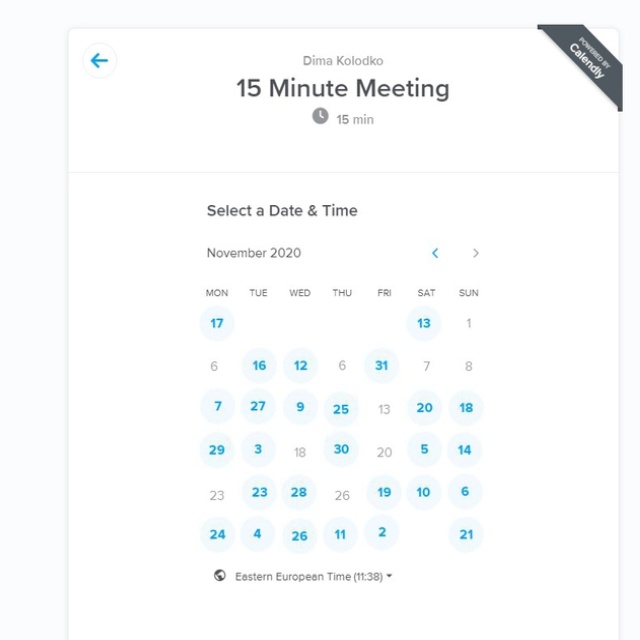 POWERED BY
Calendly
Dima Kolodko
15 Minute Meeting
15 min
Select a Date & Time
November 2020
MON TUE WED THU FRI SAT SUN
17 13 1
6 16 12 6 31 7 8
7 27 9 25 13 20 18
29 3 18 30 20 5 14
23 23 28 26 19 10 6
24 4 26 11 2 21
Eastern European Time (11:38)